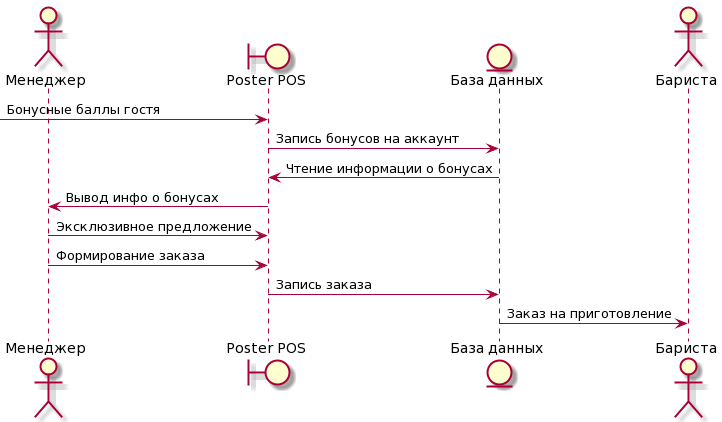 Менеджер
Poster POS
База данных
Бариста
Бонусные баллы гостя
Запись бонусов на аккаунт
Чтение информации о бонусах
Вывод инфо о бонусах
Эксклюзивное предложение
Формирование заказа
Запись заказа
Заказ на приготовление
Менеджер
Poster POS
База данных
Бариста